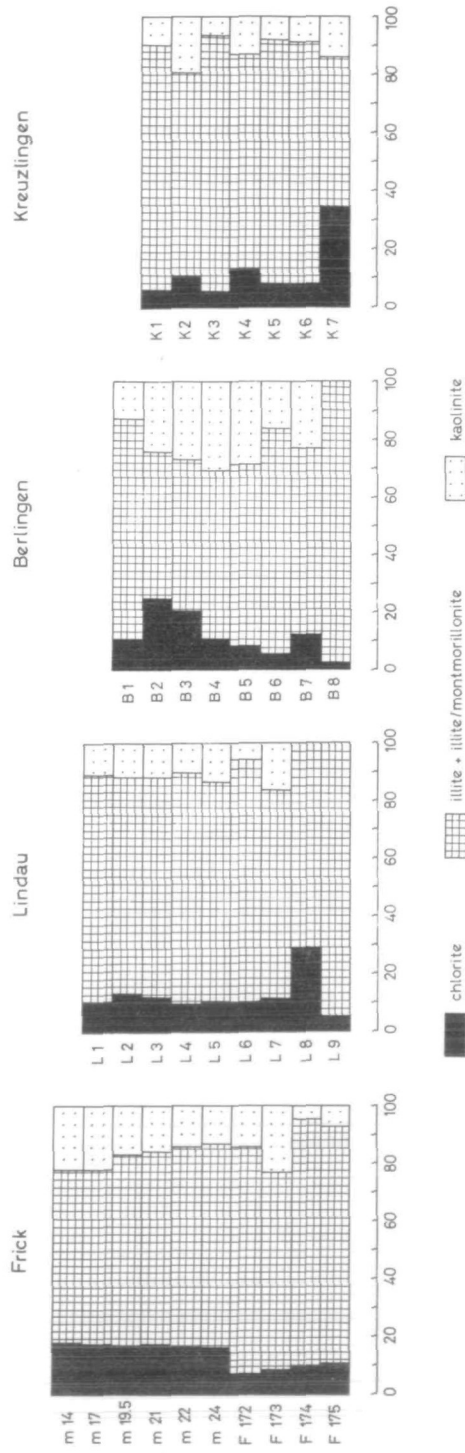 Frick
m 14
m 17
m 19.5
m 21
m 22
m 24
F 172
F 173
F 174
F 175
0 20 40 60 80 100
Lindau
L 1
L 2
L 3
L 4
L 5
L 6
L 7
L 8
L 9
0 20 40 60 80 100
Berlingen
B 1
B 2
B 3
B 4
B 5
B 6
B 7
B 8
0 20 40 60 80 100
Kreuzlingen
K 1
K 2
K 3
K 4
K 5
K 6
K 7
0 20 40 60 80 100
chlorite
illite + illite/montmorillonite
kaolinite